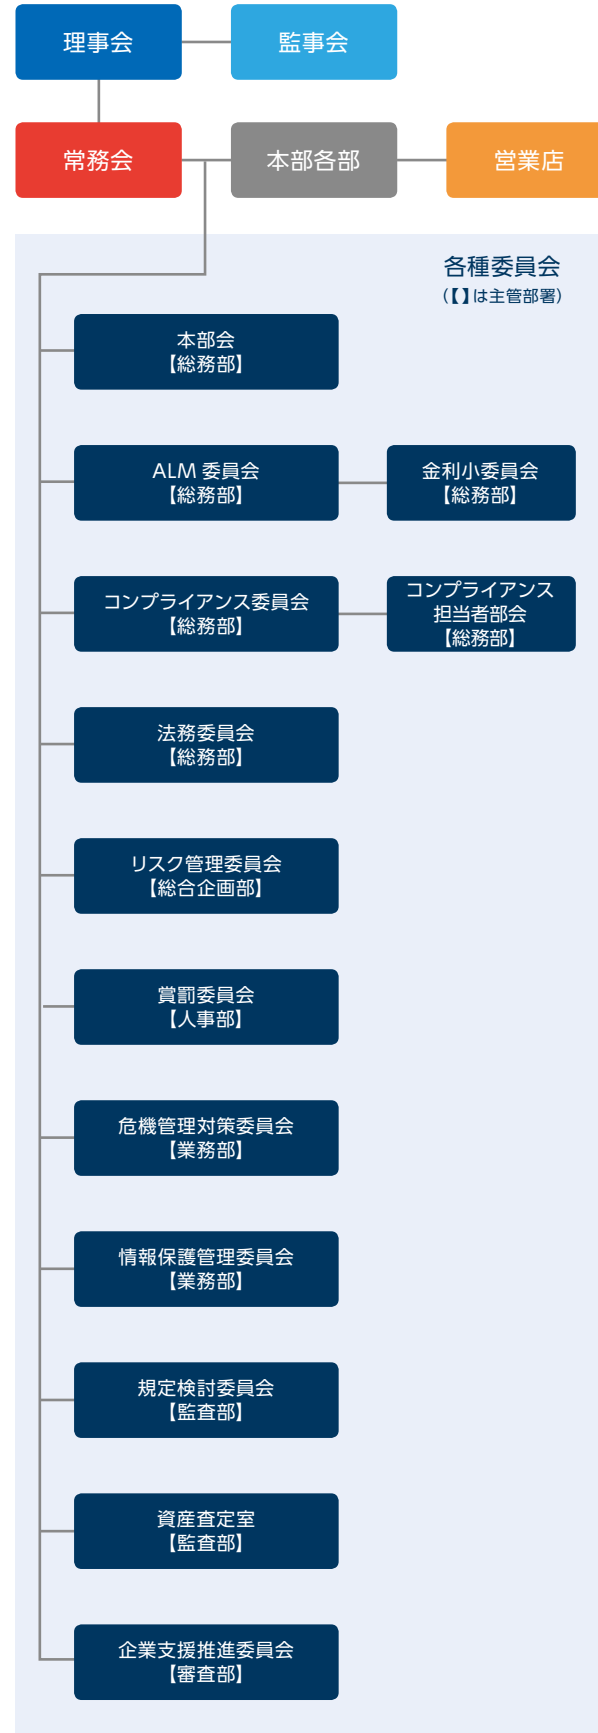 理事会
監事会
常務会
本部各部
営業店
各種委員会
(【 】は主管部署)
本部会
【総務部】
ALM 委員会
【総務部】
金利小委員会
【総務部】
コンプライアンス委員会
【総務部】
コンプライアンス
担当者部会
【総務部】
法務委員会
【総務部】
リスク管理委員会
【総合企画部】
賞罰委員会
【人事部】
危機管理対策委員会
【業務部】
情報保護管理委員会
【業務部】
規定検討委員会
【監査部】
資産査定室
【監査部】
企業支援推進委員会
【審査部】